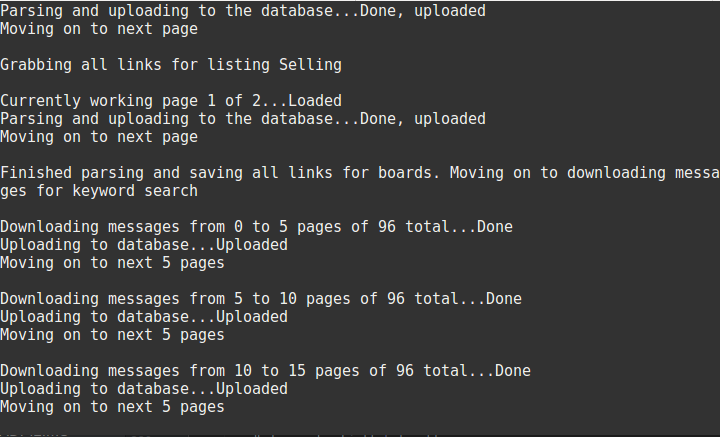 Parsing and uploading to the database...Done, uploaded
Moving on to next page
Grabbing all links for listing Selling
Currently working page 1 of 2...Loaded
Parsing and uploading to the database...Done, uploaded
Moving on to next page
Finished parsing and saving all links for boards. Moving on to downloading messa
ges for keyword search
Downloading messages from 0 to 5 pages of 96 total...Done
Uploading to database...Uploaded
Moving on to next 5 pages
Downloading messages from 5 to 10 pages of 96 total...Done
Uploading to database...Uploaded
Moving on to next 5 pages
Downloading messages from 10 to 15 pages of 96 total...Done
Uploading to database...Uploaded
Moving on to next 5 pages